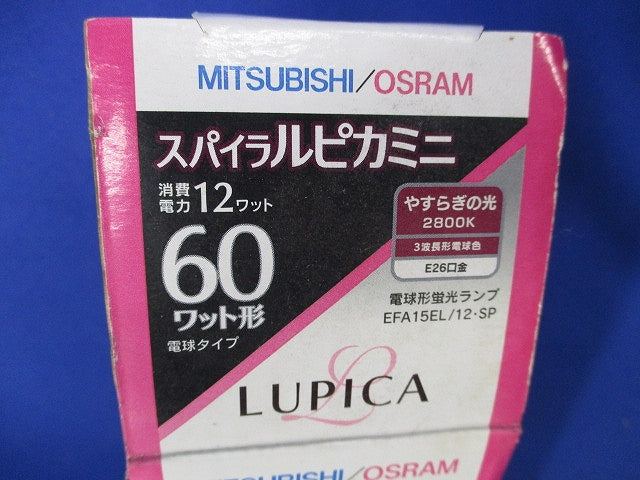 MITSUBISHI/OSRAM
スパイラルピカミニ
消費電力12ワット
60
ワット形
電球タイプ
やすらぎの光
2800K
3波長形電球色
E26口金
電球形蛍光ランプ
EFA15EL/12・SP
LUPICA
MITSUBISHI/OSRAM